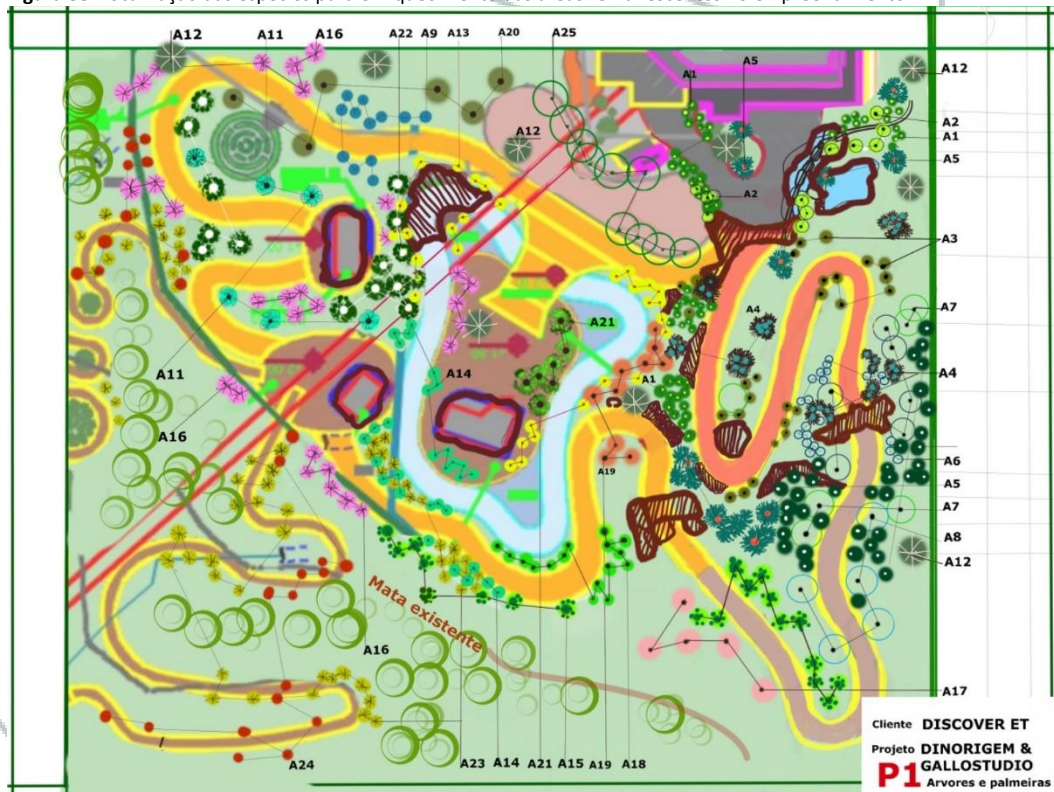 A12 A11 A16 A22 A9 A13 A20 A25
A5
A1
A12
A12
A2
A1
A5
A2
A3
A4
A7
A21
A11
A14
A1
A4
A16
C
A19
A6
A5
A7
A8
A12
Mata existente
A16
A17
A24
A23 A14 A21 A15 A19 A18
Cliente DISCOVER ET
Projeto DINORIGEM &
GALLOSTUDIO
P1 Arvores e palmeiras